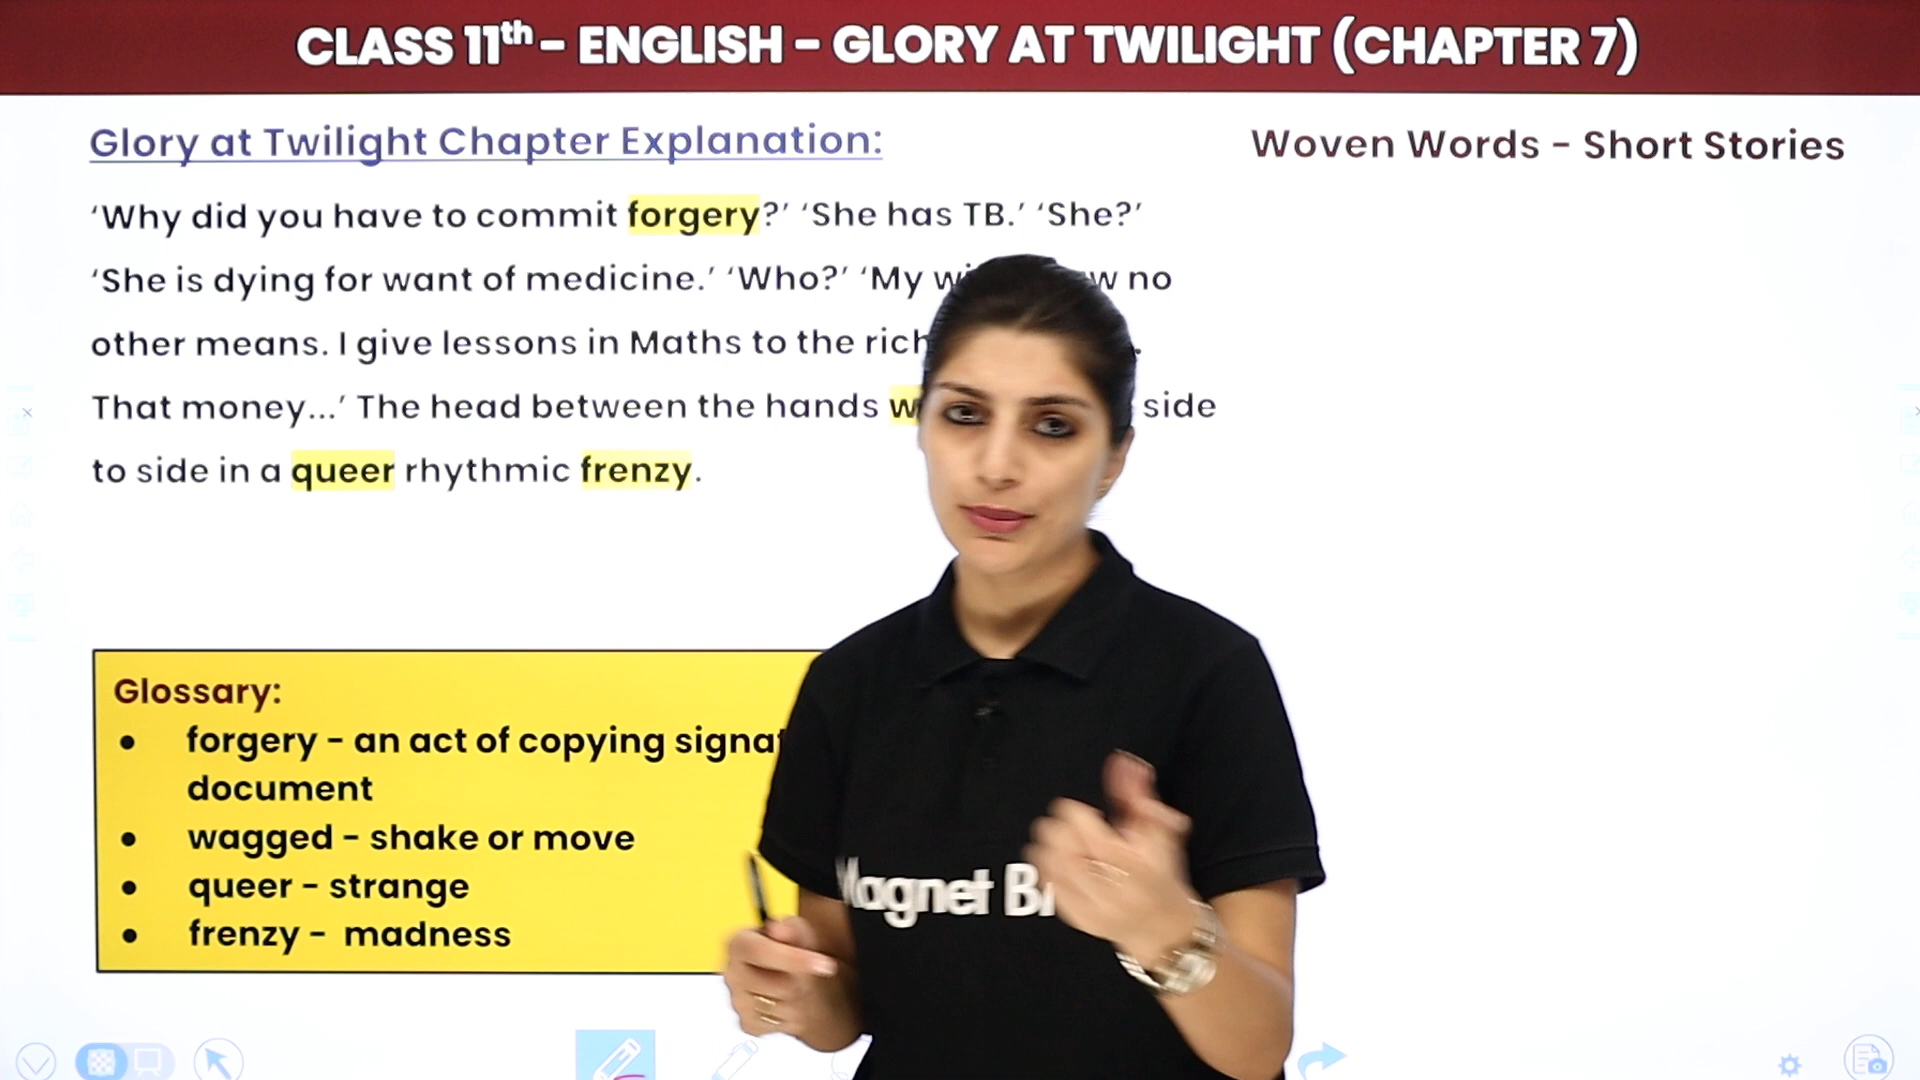 CLASS 11th - ENGLISH - GLORY AT TWILIGHT (CHAPTER 7)
Glory at Twilight Chapter Explanation:
Woven Words - Short Stories
‘Why did you have to commit forgery?’ ‘She has TB.’ ‘She?’
‘She is dying for want of medicine.’ ‘Who?’ ‘My no
other means. I give lessons in Maths to the rich
That money...’ The head between the hands side
to side in a queer rhythmic frenzy.
Glossary:
● forgery - an act of copying
document
● wagged - shake or move
● queer - strange
● frenzy - madness
Magnet